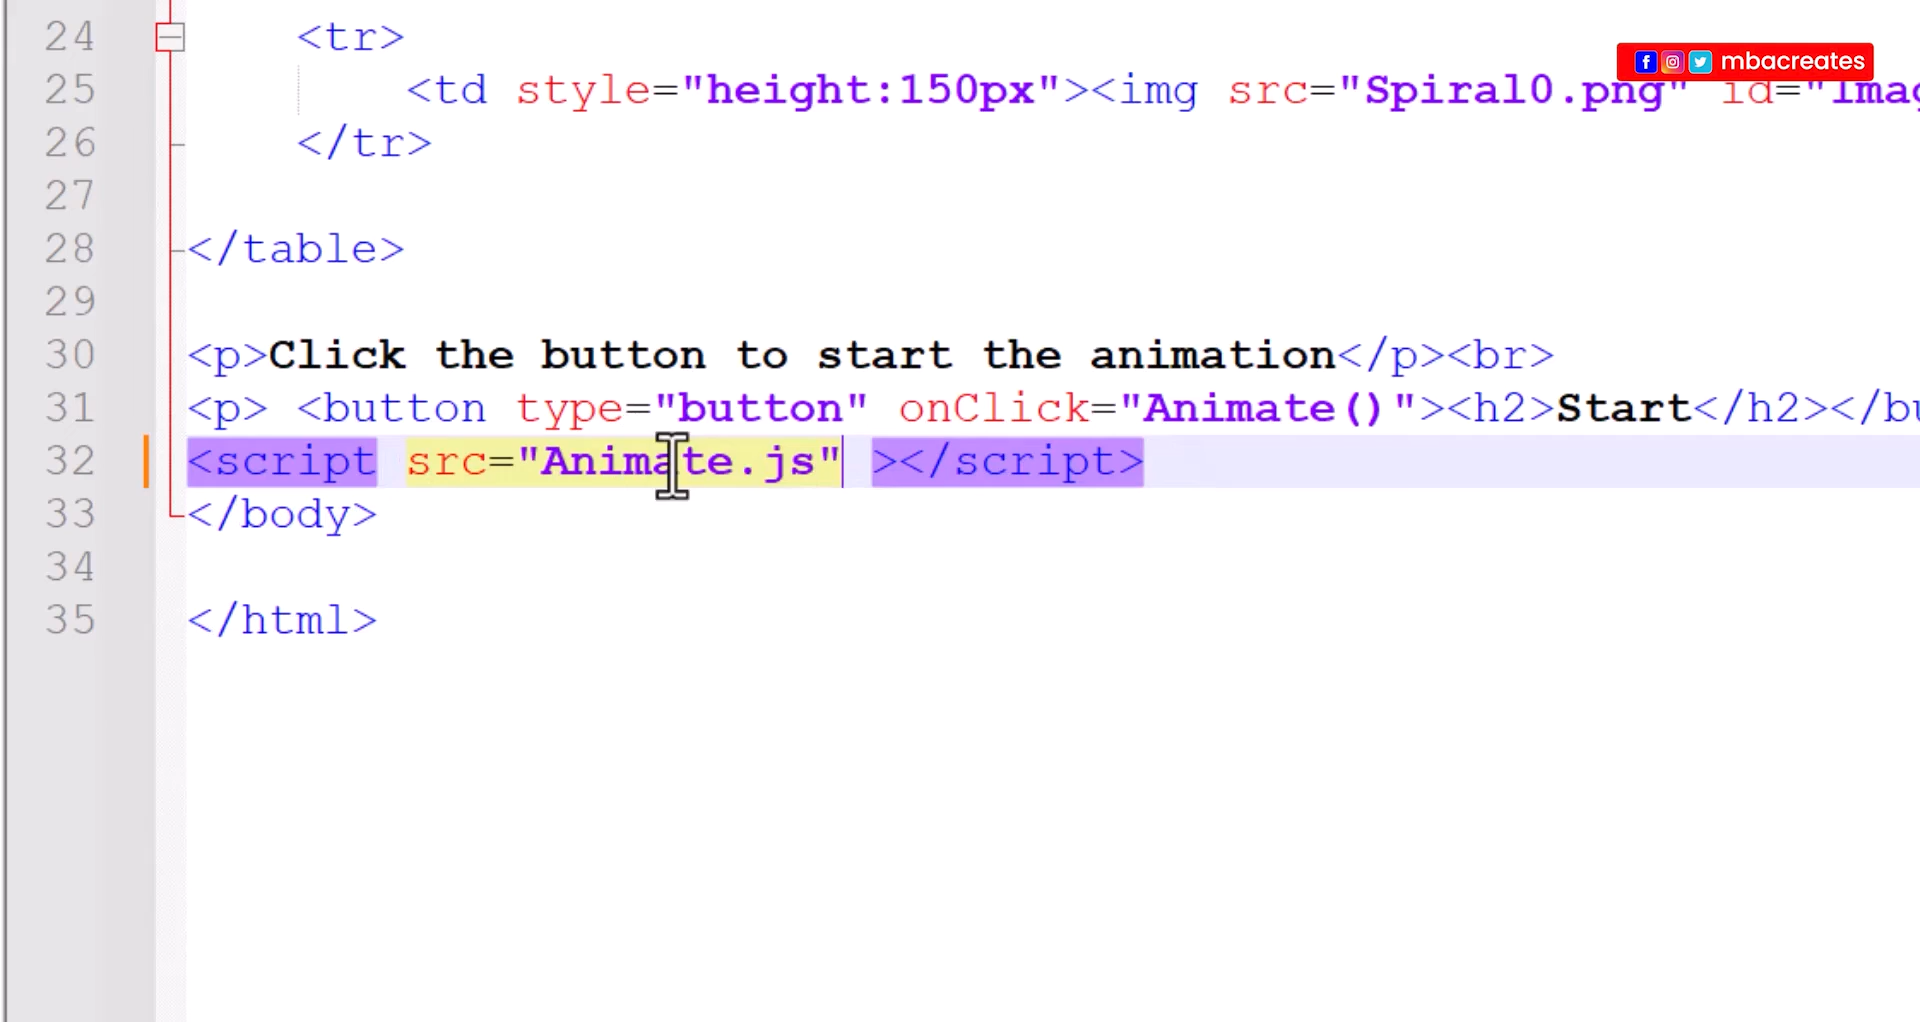 24 <tr>
mbacreates
25 <td style="height:150px"><img src="Spiral0.png" id="Imag
26 </tr>
27
28 </table>
29
30 <p>Click the button to start the animation</p><br>
31 <p> <button type="button" onClick="Animate()"><h2>Start</h2></bu
32 <script src="Animate.js" ></script>
33 </body>
34
35 </html>